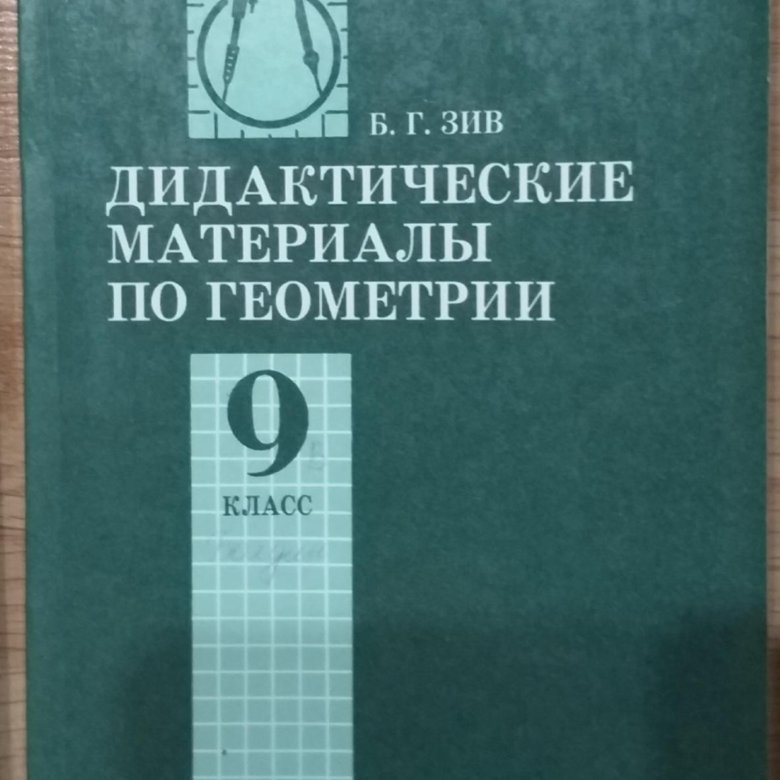 Б. Г. ЗИВ
ДИДАКТИЧЕСКИЕ
МАТЕРИАЛЫ
ПО ГЕОМЕТРИИ
9
КЛАСС